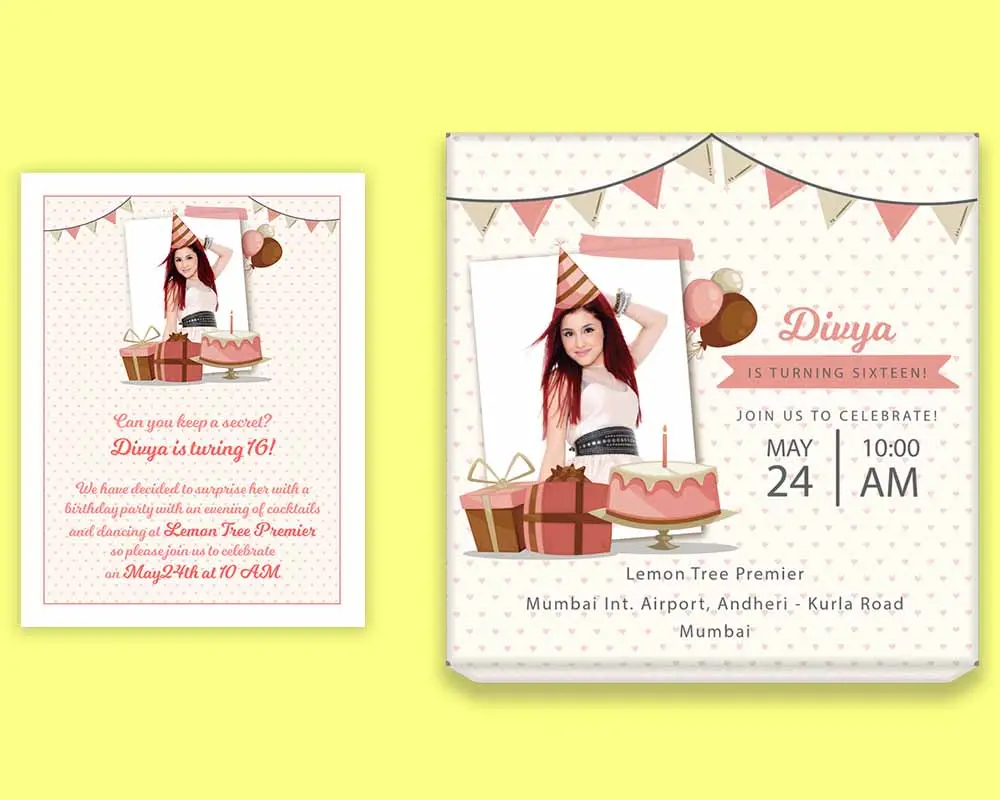 Can you keep a secret?
Divya is turing 16!
We have decided to surprise her with a
birthday party with an evening of cocktails
and dancing at Lemon Tree Premier
so please join us to celebrate
on May24th at 10 AM
Divya
IS TURNING SIXTEEN!
JOIN US TO CELEBRATE!
MAY
24
10:00
AM
Lemon Tree Premier
Mumbai Int. Airport, Andheri - Kurla Road
Mumbai